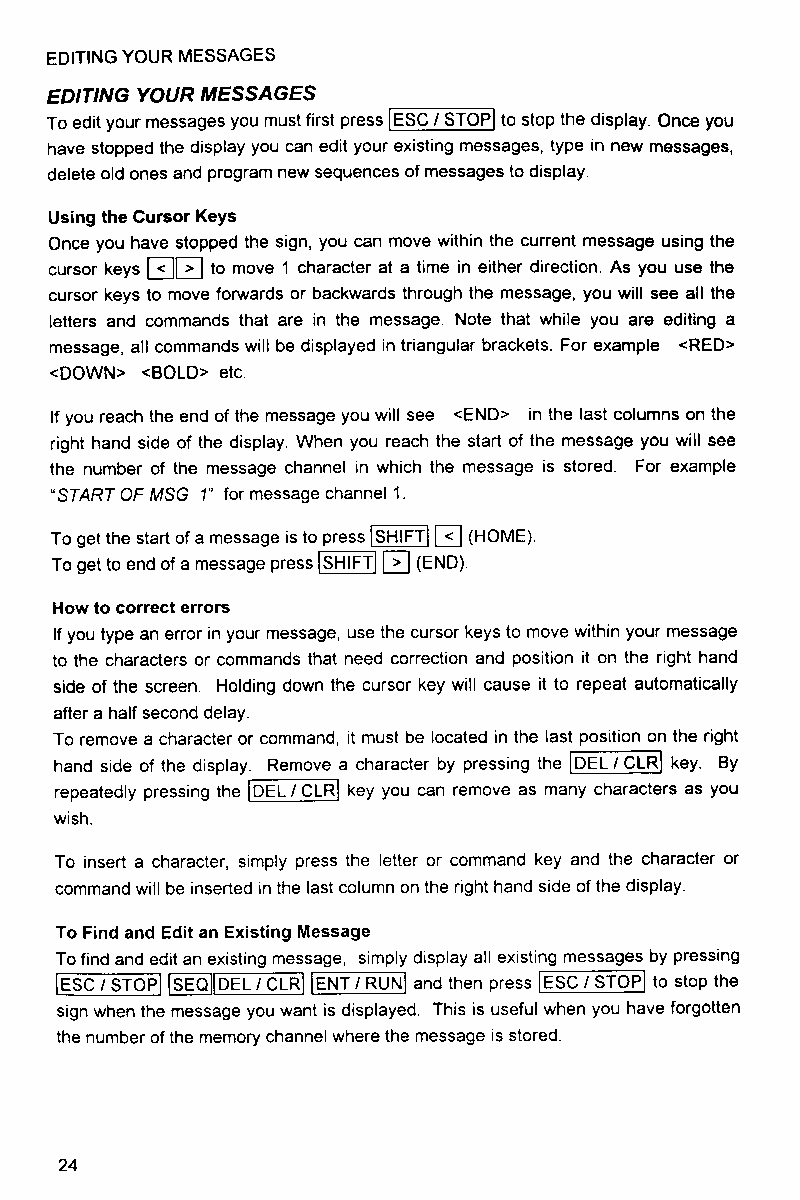 EDITING YOUR MESSAGES
EDITING YOUR MESSAGES
To edit your messages you must first press ESC / STOP to stop the display. Once you
have stopped the display you can edit your existing messages, type in new messages,
delete old ones and program new sequences of messages to display.
Using the Cursor Keys
Once you have stopped the sign, you can move within the current message using the
cursor keys < > to move 1 character at a time in either direction. As you use the
cursor keys to move forwards or backwards through the message, you will see all the
letters and commands that are in the message. Note that while you are editing a
message, all commands will be displayed in triangular brackets. For example <RED>
<DOWN> <BOLD> etc.
If you reach the end of the message you will see <END> in the last columns on the
right hand side of the display. When you reach the start of the message you will see
the number of the message channel in which the message is stored. For example
"START OF MSG 1" for message channel 1.
To get the start of a message is to press SHIFT < (HOME).
To get to end of a message press SHIFT > (END).
How to correct errors
If you type an error in your message, use the cursor keys to move within your message
to the characters or commands that need correction and position it on the right hand
side of the screen. Holding down the cursor key will cause it to repeat automatically
after a half second delay.
To remove a character or command, it must be located in the last position on the right
hand side of the display. Remove a character by pressing the DEL / CLR key. By
repeatedly pressing the DEL / CLR key you can remove as many characters as you
wish.
To insert a character, simply press the letter or command key and the character or
command will be inserted in the last column on the right hand side of the display.
To Find and Edit an Existing Message
To find and edit an existing message, simply display all existing messages by pressing
ESC / STOP SEQ DEL / CLR ENT / RUN and then press ESC / STOP to stop the
sign when the message you want is displayed. This is useful when you have forgotten
the number of the memory channel where the message is stored.
24